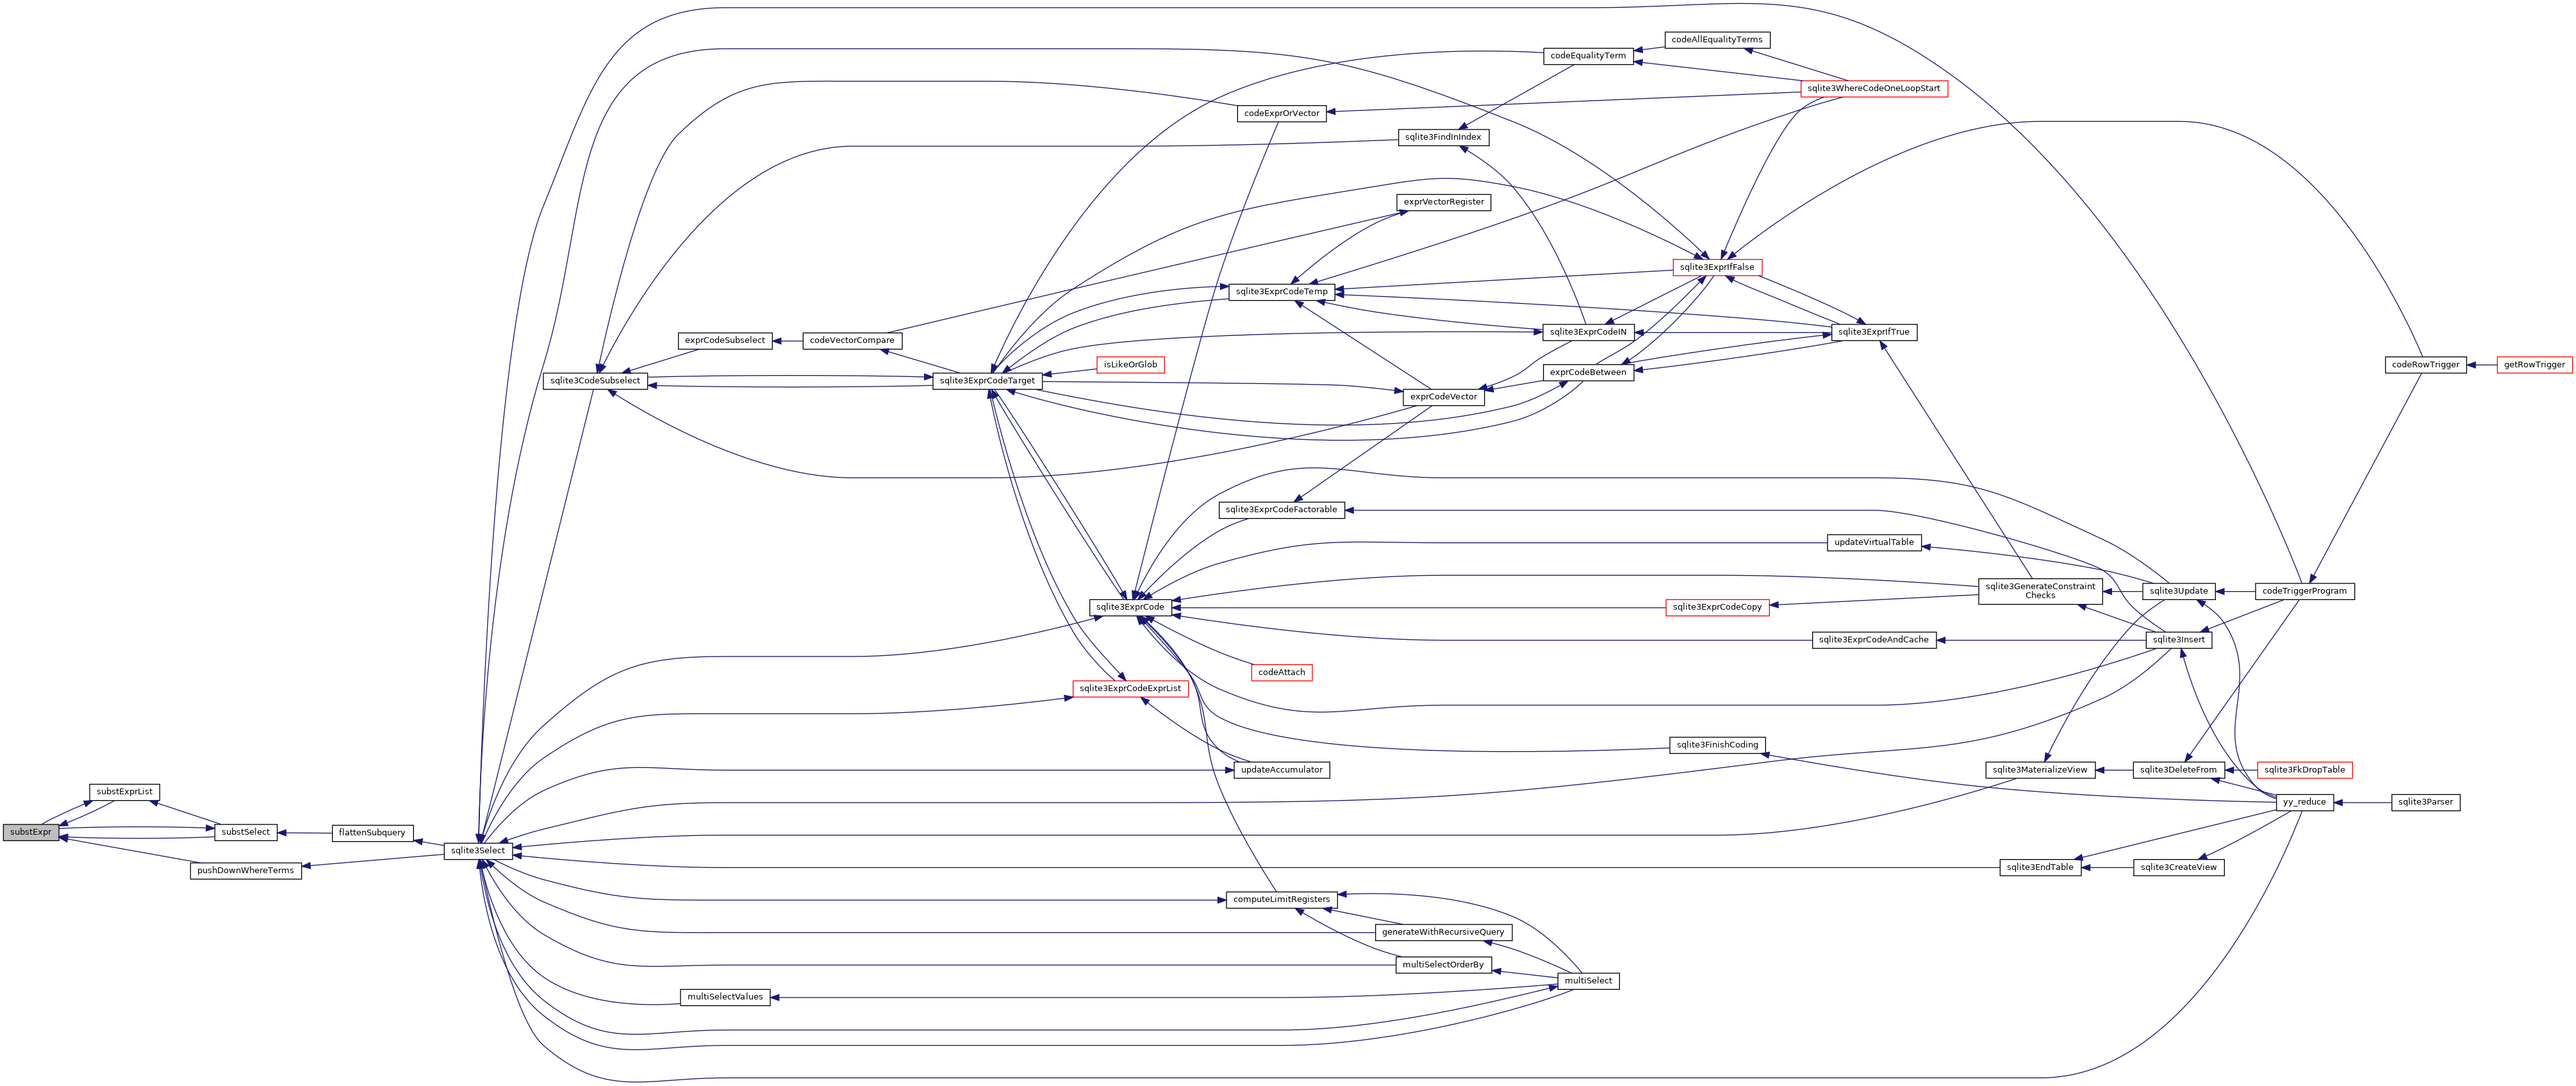 codeAllEqualityTerms
codeEqualityTerm
sqlite3WhereCodeOneLoopStart
codeExprOrVector
sqlite3FindInIndex
exprVectorRegister
sqlite3ExprIfFalse
sqlite3ExprCodeTemp
sqlite3ExprCodeIN
sqlite3ExprIfTrue
exprCodeSubselect
codeVectorCompare
isLikeOrGlob
codeRowTrigger
getRowTrigger
sqlite3CodeSubselect
sqlite3ExprCodeTarget
exprCodeBetween
exprCodeVector
sqlite3ExprCodeFactorable
updateVirtualTable
sqlite3GenerateConstraint
Checks
sqlite3Update
codeTriggerProgram
sqlite3ExprCode
sqlite3ExprCodeCopy
sqlite3ExprCodeAndCache
sqlite3Insert
codeAttach
sqlite3ExprCodeExprList
sqlite3FinishCoding
updateAccumulator
sqlite3MaterializeView
sqlite3DeleteFrom
sqlite3FkDropTable
substExprList
yy_reduce
sqlite3Parser
substExpr
substSelect
flattenSubquery
sqlite3Select
pushDownWhereTerms
sqlite3EndTable
sqlite3CreateView
computeLimitRegisters
generateWithRecursiveQuery
multiSelectOrderBy
multiSelect
multiSelectValues